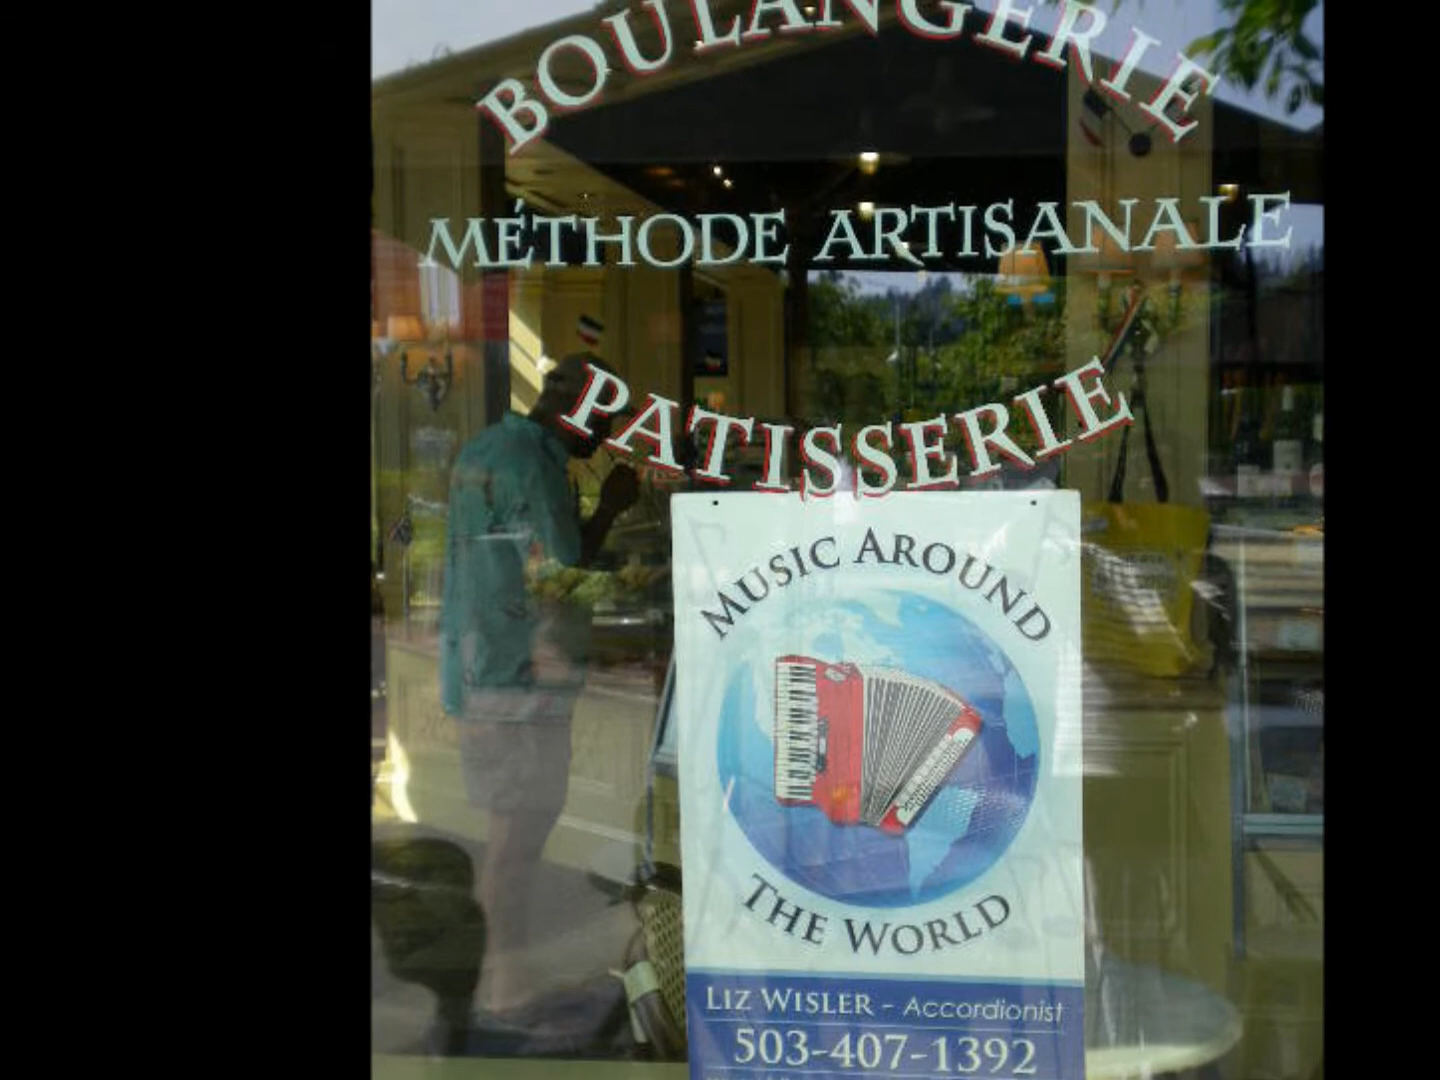 BOULANGERIE
MÉTHODE ARTISANALE
PATISSERIE
MUSIC AROUND
THE WORLD
LIZ WISLER - Accordionist
503-407-1392